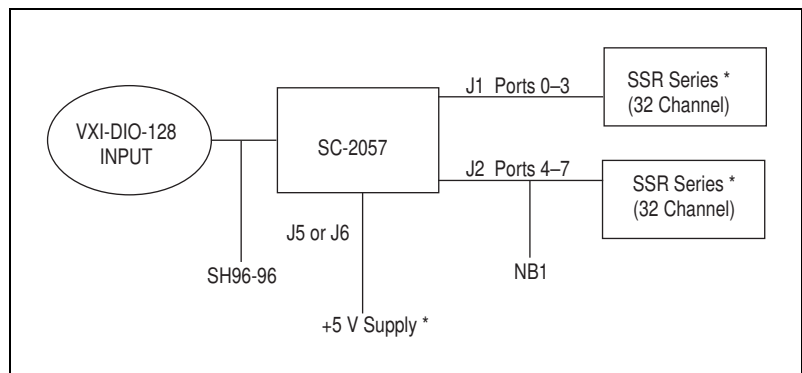 VXI-DIO-128
INPUT
SH96-96
SC-2057
J5 or J6
+5 V Supply *
J1 Ports 0–3
SSR Series *
(32 Channel)
J2 Ports 4–7
NB1
SSR Series *
(32 Channel)